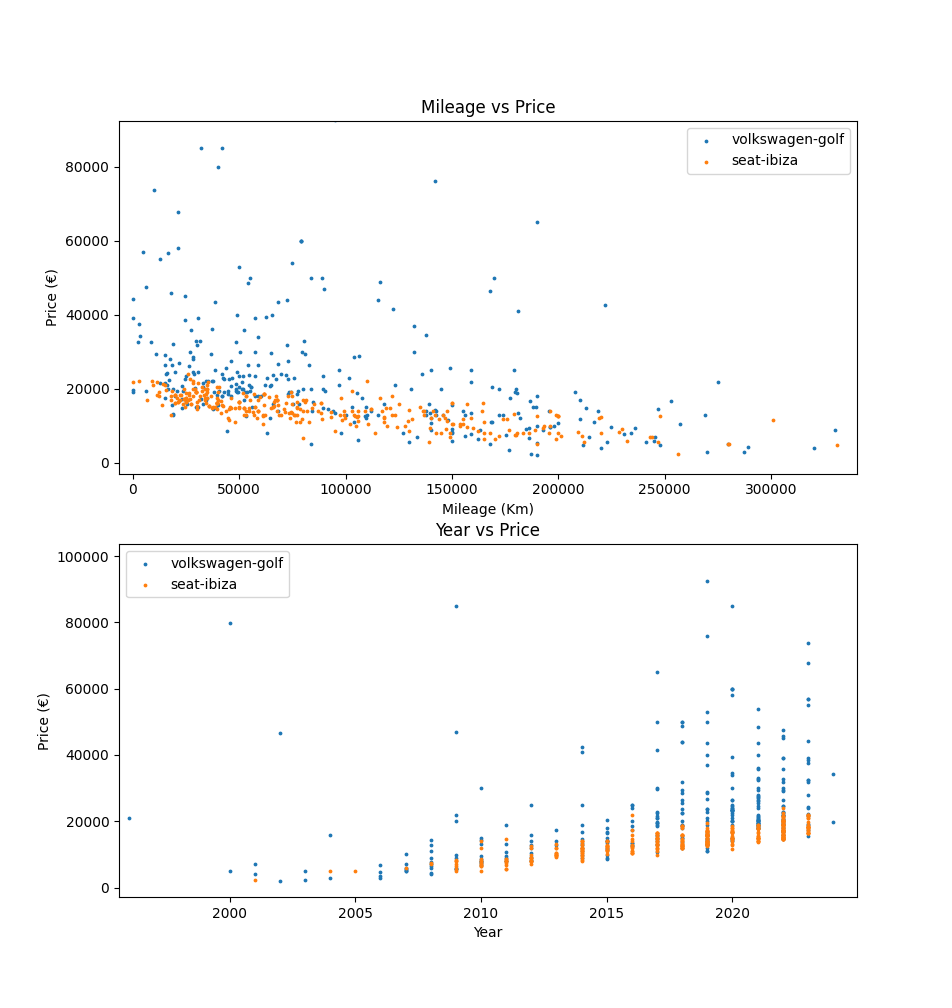 Mileage vs Price
volkswagen-golf
seat-ibiza
80000
60000
40000
20000
0
Price (€)
0 50000 100000 150000 200000 250000 300000
Mileage (Km)
Year vs Price
volkswagen-golf
seat-ibiza
100000
80000
60000
40000
20000
0
Price (€)
2000 2005 2010 2015 2020
Year